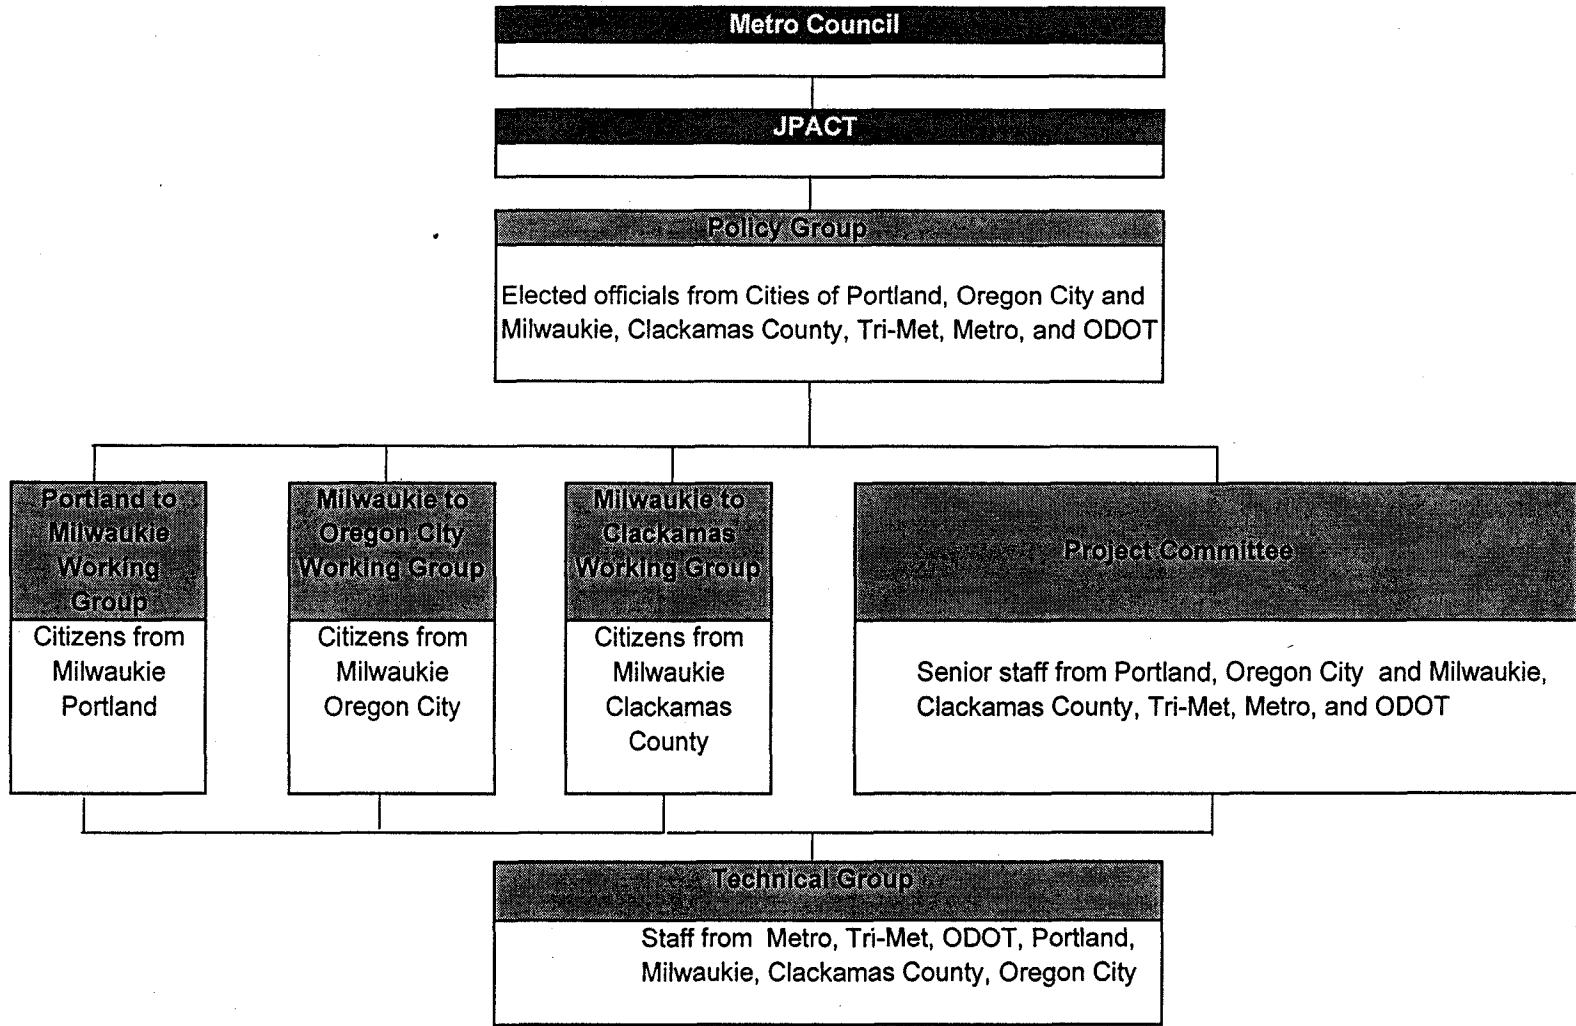 Metro Council
JPACT
Policy Group
Elected officials from Cities of Portland, Oregon City and
Milwaukie, Clackamas County, Tri-Met, Metro, and ODOT
Portland to
Milwaukie
Working
Group
Citizens from
Milwaukie
Portland
Milwaukie to
Oregon City
Working Group
Citizens from
Milwaukie
Oregon City
Milwaukie to
Clackamas
Working Group
Citizens from
Milwaukie
Clackamas
County
Project Committee
Senior staff from Portland, Oregon City and Milwaukie,
Clackamas County, Tri-Met, Metro, and ODOT
Technical Group
Staff from Metro, Tri-Met, ODOT, Portland,
Milwaukie, Clackamas County, Oregon City